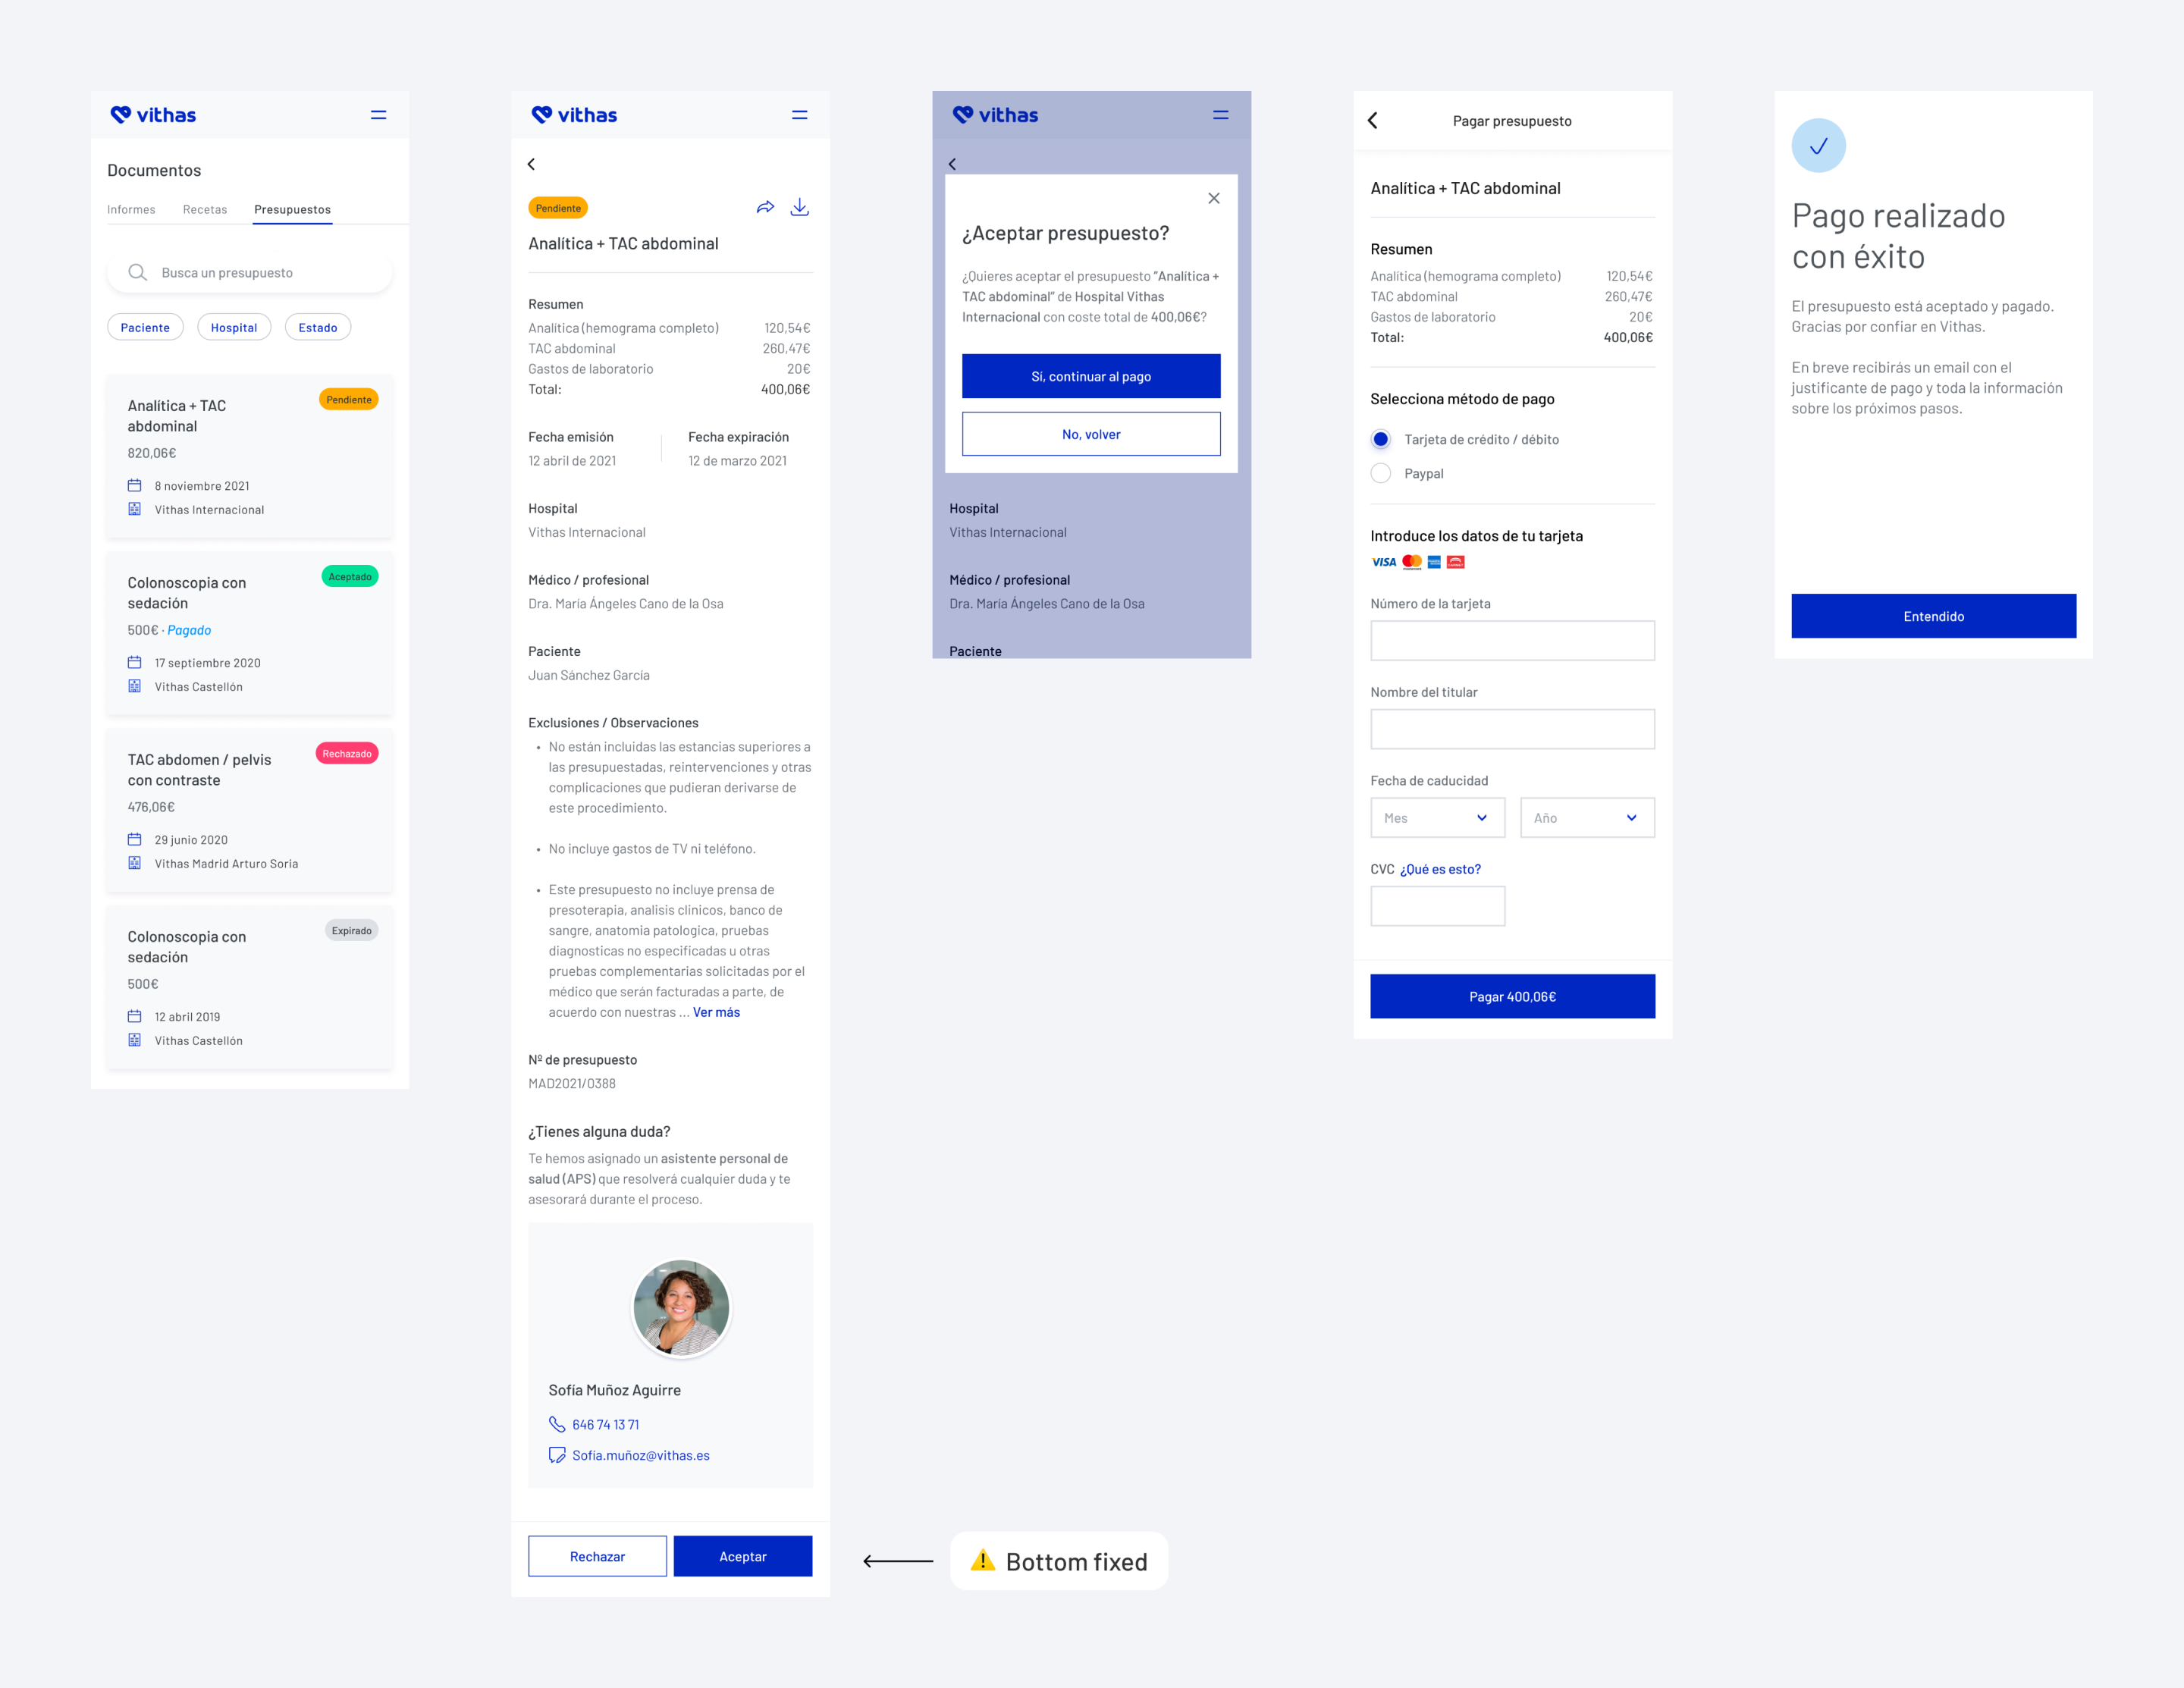 vithas
Documentos
Informes Recetas Presupuestos
Busca un presupuesto
Paciente Hospital Estado
Analítica + TAC
abdominal
Pendiente
820,06€
8 noviembre 2021
Vithas Internacional
Colonoscopia con
sedación
Aceptado
500€ · Pagado
17 septiembre 2020
Vithas Castellón
TAC abdomen / pelvis
con contraste
Rechazado
476,06€
29 junio 2020
Vithas Madrid Arturo Soria
Colonoscopia con
sedación
Expirado
500€
12 abril 2019
Vithas Castellón
vithas
Pendiente
Analítica + TAC abdominal
Resumen
Analítica (hemograma completo) 120,54€
TAC abdominal 260,47€
Gastos de laboratorio 20€
Total: 400,06€
Fecha emisión Fecha expiración
12 abril de 2021 12 de marzo 2021
Hospital
Vithas Internacional
Médico / profesional
Dra. María Ángeles Cano de la Osa
Paciente
Juan Sánchez García
Exclusiones / Observaciones
• No están incluidas las estancias superiores a
las presupuestadas, reintervenciones y otras
complicaciones que pudieran derivarse de
este procedimiento.
• No incluye gastos de TV ni teléfono.
• Este presupuesto no incluye prensa de
presoterapia, analisis clinicos, banco de
sangre, anatomia patologica, pruebas
diagnosticas no especificadas u otras
pruebas complementarias solicitadas por el
médico que serán facturadas a parte, de
acuerdo con nuestras ... Ver más
Nº de presupuesto
MAD2021/0388
¿Tienes alguna duda?
Te hemos asignado un asistente personal de
salud (APS) que resolverá cualquier duda y te
asesorará durante el proceso.
Sofía Muñoz Aguirre
646 74 13 71
Sofía.muñoz@vithas.es
Rechazar Aceptar
vithas
¿Aceptar presupuesto?
¿Quieres aceptar el presupuesto "Analítica +
TAC abdominal" de Hospital Vithas
Internacional con coste total de 400,06€?
Sí, continuar al pago
No, volver
Hospital
Vithas Internacional
Médico / profesional
Dra. María Ángeles Cano de la Osa
Paciente
Bottom fixed
Pagar presupuesto
Analítica + TAC abdominal
Resumen
Analítica (hemograma completo) 120,54€
TAC abdominal 260,47€
Gastos de laboratorio 20€
Total: 400,06€
Selecciona método de pago
Tarjeta de crédito / débito
Paypal
Introduce los datos de tu tarjeta
VISA
Número de la tarjeta
Nombre del titular
Fecha de caducidad
Mes Año
CVC ¿Qué es esto?
Pagar 400,06€
Pago realizado
con éxito
El presupuesto está aceptado y pagado.
Gracias por confiar en Vithas.
En breve recibirás un email con el
justificante de pago y toda la información
sobre los próximos pasos.
Entendido